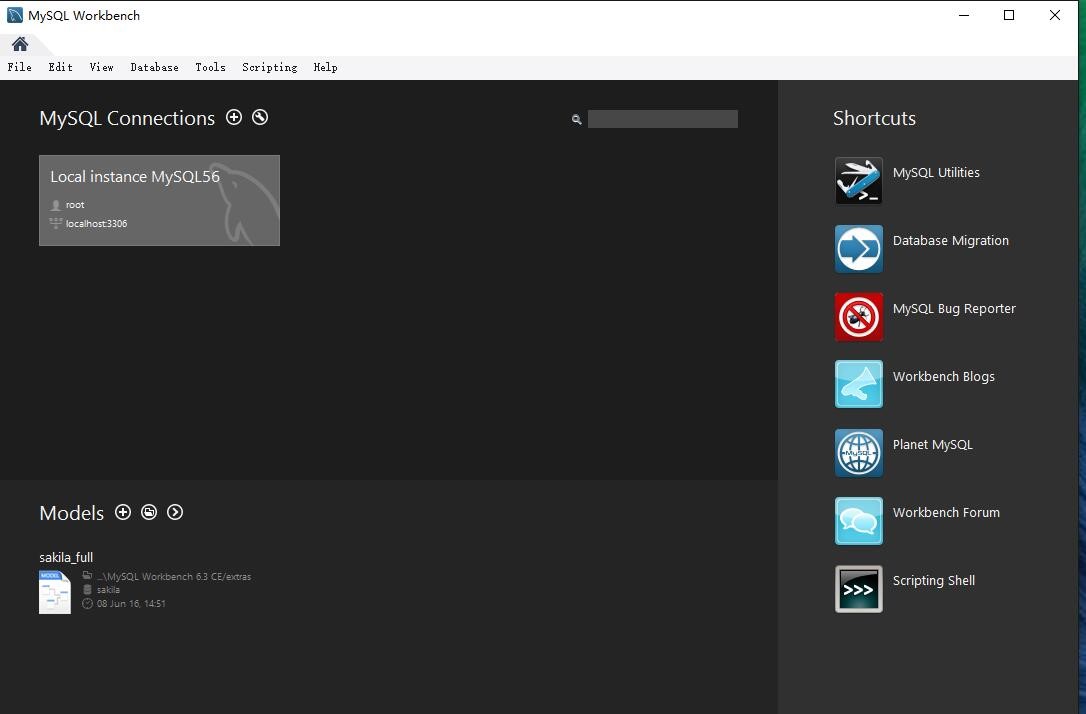 MySQL Workbench
File Edit View Database Tools Scripting Help
MySQL Connections
Local instance MySQL56
root
localhost:3306
Models
sakila_full
MODEL
...\MySQL Workbench 6.3 CE/extras
sakila
08 Jun 16, 14:51
Shortcuts
MySQL Utilities
Database Migration
MySQL Bug Reporter
Workbench Blogs
MySQL
Planet MySQL
Workbench Forum
>>>
Scripting Shell